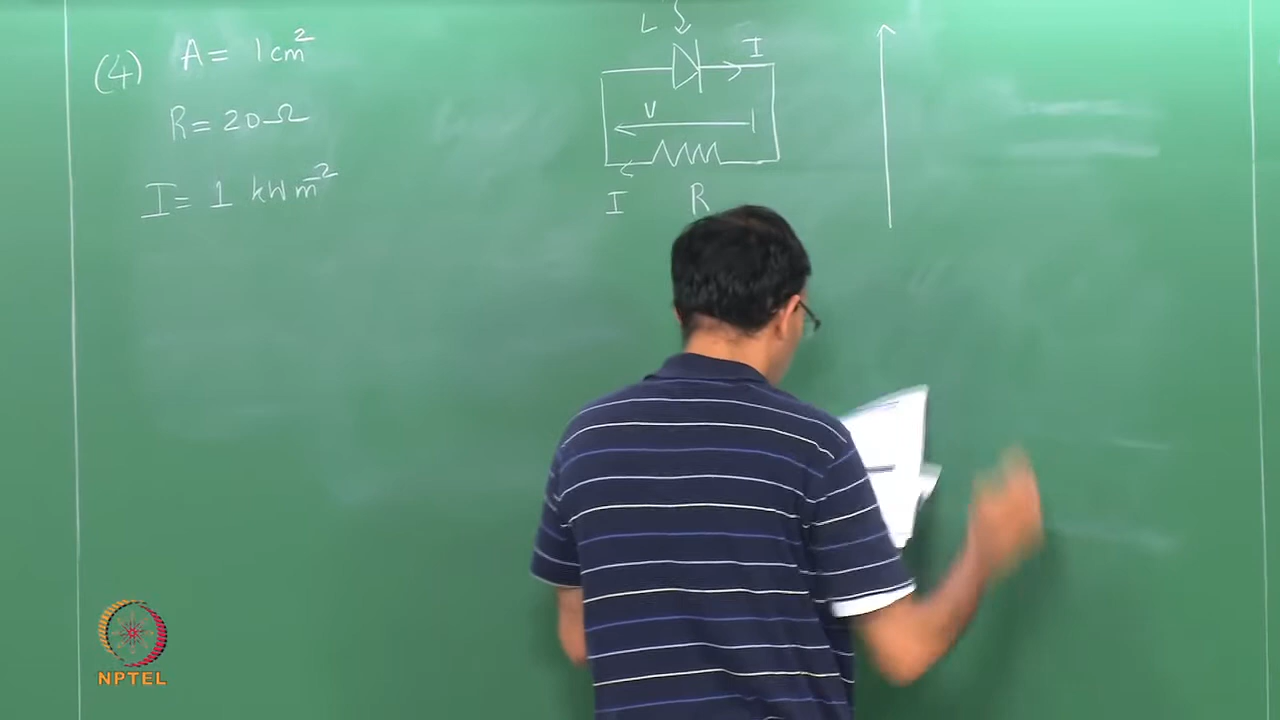 (4) A = 1 cm²
R = 20 Ω
I = 1 kW m⁻²
L
I
V
I
R
NPTEL